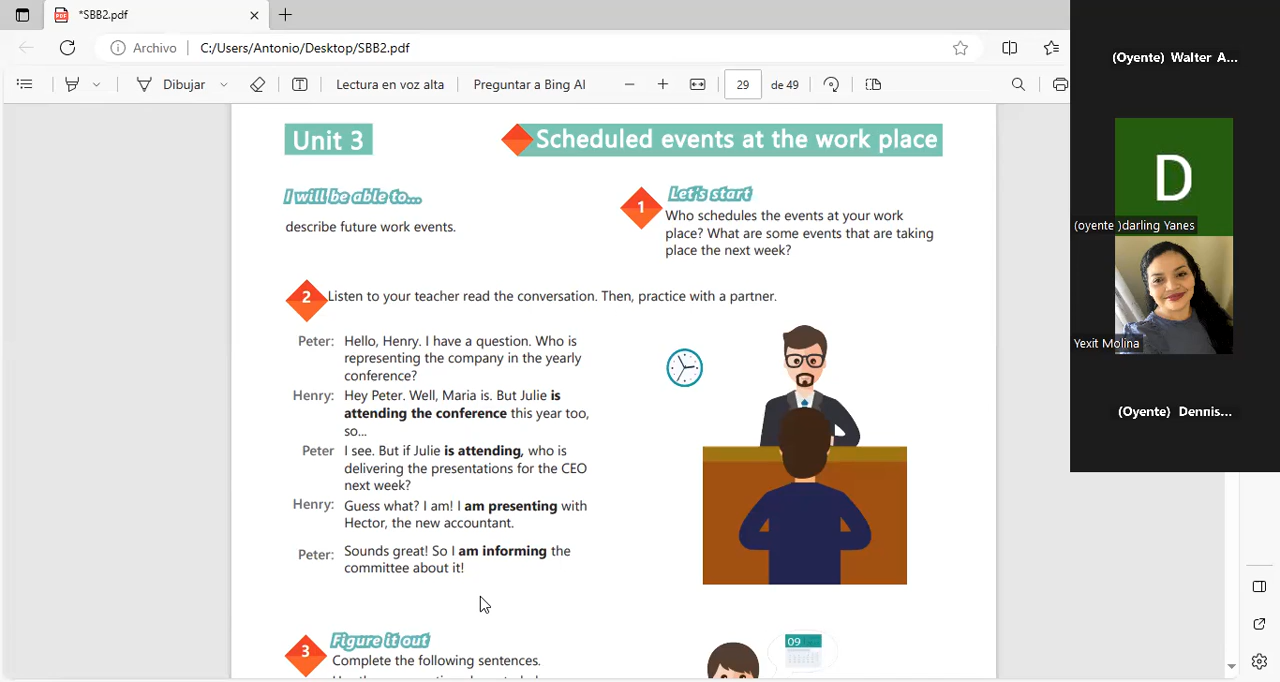 *SBB2.pdf
Archivo
C:/Users/Antonio/Desktop/SBB2.pdf
Dibujar
Lectura en voz alta
Preguntar a Bing AI
29
de 49
Unit 3
Scheduled events at the work place
I will be able to...
describe future work events.
1
Let's start
Who schedules the events at your work
place? What are some events that are taking
place the next week?
2
Listen to your teacher read the conversation. Then, practice with a partner.
Peter: Hello, Henry. I have a question. Who is
representing the company in the yearly
conference?
Henry: Hey Peter. Well, Maria is. But Julie is
attending the conference this year too,
so...
Peter I see. But if Julie is attending, who is
delivering the presentations for the CEO
next week?
Henry: Guess what? I am! I am presenting with
Hector, the new accountant.
Peter: Sounds great! So I am informing the
committee about it!
3
Figure it out
Complete the following sentences.
09
(Oyente) Walter A...
D
(oyente )darling Yanes
Yexit Molina
(Oyente) Dennis...